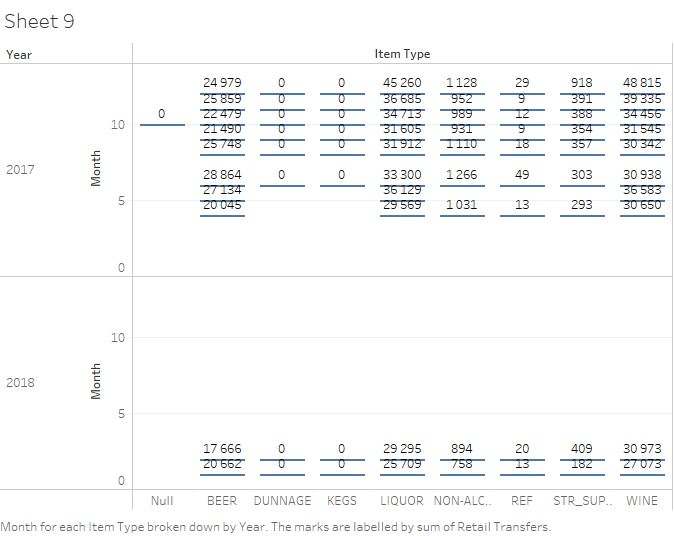 Sheet 9
Year
Item Type
24 979 0 0 45 260 1 128 29 918 48 815
25 859 0 0 36 685 952 9 391 39 335
0 22 479 0 0 34 713 989 12 388 34 456
10
21 490 0 0 31 605 931 9 354 31 545
25 748 0 0 31 912 1 110 18 357 30 342
2017
Month
28 864 0 0 33 300 1 266 49 303 30 938
27 134 36 129 36 583
5
20 045 29 569 1 031 13 293 30 650
0
10
2018
Month
5
17 666 0 0 29 295 894 20 409 30 973
20 662 0 0 25 709 758 13 182 27 073
0
Null BEER DUNNAGE KEGS LIQUOR NON-ALC.. REF STR_SUP.. WINE
Month for each Item Type broken down by Year. The marks are labelled by sum of Retail Transfers.